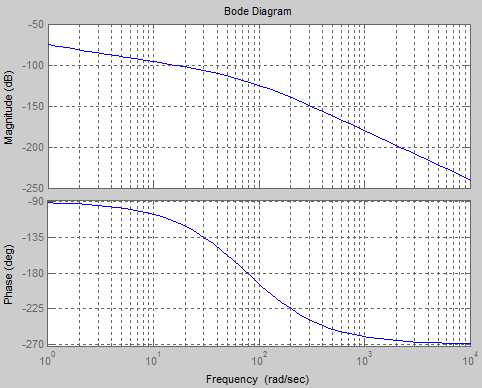 Bode Diagram
Magnitude (dB)
-50
-100
-150
-200
-250
Phase (deg)
-90
-135
-180
-225
-270
10^0 10^1 10^2 10^3 10^4
Frequency (rad/sec)